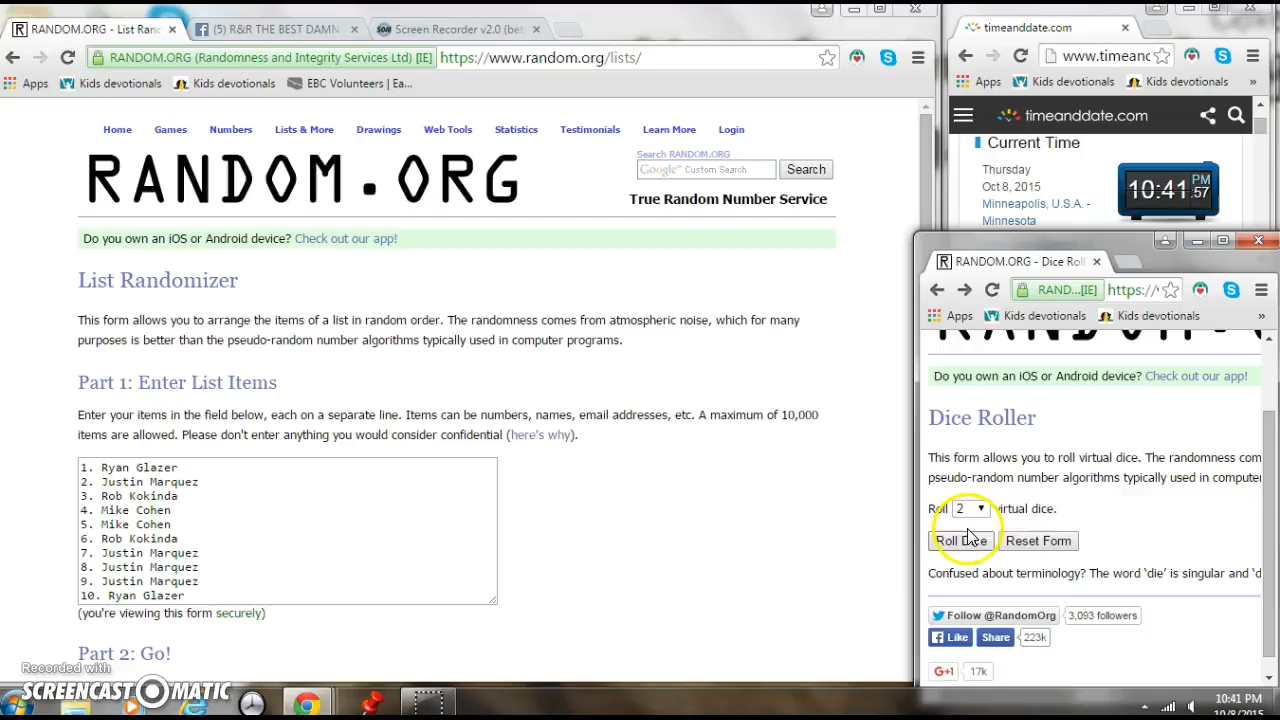 RANDOM.ORG - List Ranc
(5) R&R THE BEST DAMN
Screen Recorder v2.0 (bet
RANDOM.ORG (Randomness and Integrity Services Ltd) [IE]
https://www.random.org/lists/
Apps
Kids devotionals
Kids devotionals
EBC Volunteers | Ea...
Home
Games
Numbers
Lists & More
Drawings
Web Tools
Statistics
Testimonials
Learn More
Login
RANDOM.ORG
Search RANDOM.ORG
Google™ Custom Search
Search
True Random Number Service
Do you own an iOS or Android device? Check out our app!
List Randomizer
This form allows you to arrange the items of a list in random order. The randomness comes from atmospheric noise, which for many
purposes is better than the pseudo-random number algorithms typically used in computer programs.
Part 1: Enter List Items
Enter your items in the field below, each on a separate line. Items can be numbers, names, email addresses, etc. A maximum of 10,000
items are allowed. Please don't enter anything you would consider confidential (here's why).
1. Ryan Glazer
2. Justin Marquez
3. Rob Kokinda
4. Mike Cohen
5. Mike Cohen
6. Rob Kokinda
7. Justin Marquez
8. Justin Marquez
9. Justin Marquez
10. Ryan Glazer
(you're viewing this form securely)
Part 2: Go!
Recorded with
SCREENCAST MATIC
timeanddate.com
www.timeanc
Apps
Kids devotionals
Kids devotionals
»
timeanddate.com
Current Time
Thursday
Oct 8, 2015
Minneapolis, U.S.A. -
Minnesota
10:41 PM :57
RANDOM.ORG - Dice Roll
RAND...[IE]
https://
Apps
Kids devotionals
Kids devotionals
»
Do you own an iOS or Android device? Check out our app!
Dice Roller
This form allows you to roll virtual dice. The randomness com
pseudo-random number algorithms typically used in computer
Roll 2 virtual dice.
Roll Dice
Reset Form
Confused about terminology? The word 'die' is singular and 'd
Follow @RandomOrg
3,093 followers
Like
Share
223k
G+1
17k
10:41 PM
10/8/2015